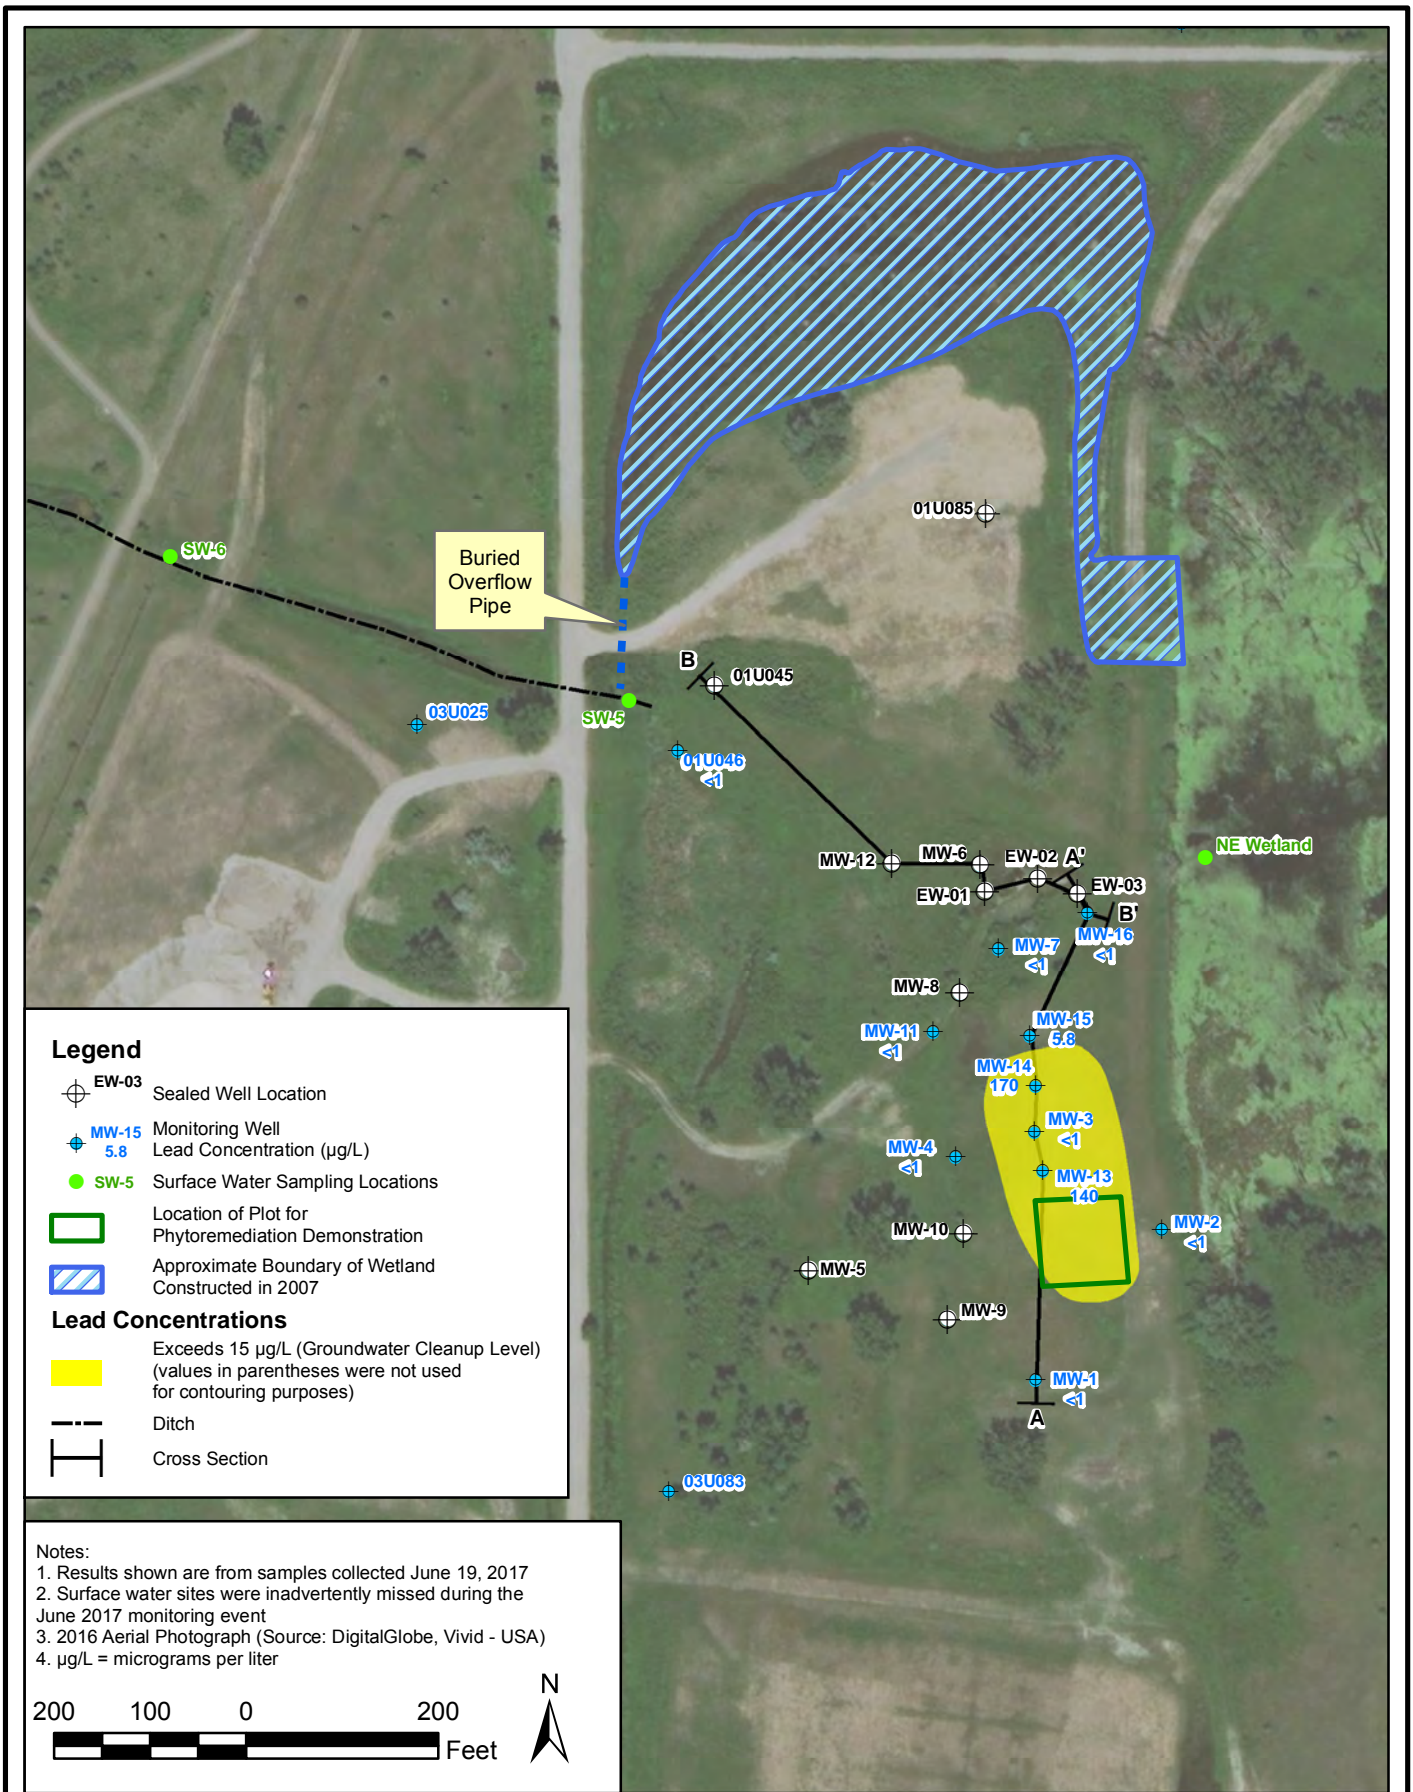 01U085
SW-6
Buried
Overflow
Pipe
B
01U045
03U025
SW-5
01U046
<1
MW-12
MW-6
EW-02
A'
NE Wetland
EW-01
EW-03
B'
MW-16
<1
MW-7
<1
MW-8
MW-15
5.8
MW-11
<1
MW-14
170
MW-3
<1
MW-4
<1
MW-13
140
MW-2
<1
MW-10
MW-5
MW-9
MW-1
<1
A
03U083
Legend
EW-03
Sealed Well Location
MW-15
5.8
Monitoring Well
Lead Concentration (µg/L)
SW-5
Surface Water Sampling Locations
Location of Plot for
Phytoremediation Demonstration
Approximate Boundary of Wetland
Constructed in 2007
Lead Concentrations
Exceeds 15 µg/L (Groundwater Cleanup Level)
(values in parentheses were not used
for contouring purposes)
Ditch
Cross Section
Notes:
1. Results shown are from samples collected June 19, 2017
2. Surface water sites were inadvertently missed during the
June 2017 monitoring event
3. 2016 Aerial Photograph (Source: DigitalGlobe, Vivid - USA)
4. µg/L = micrograms per liter
200 100 0 200
Feet
N